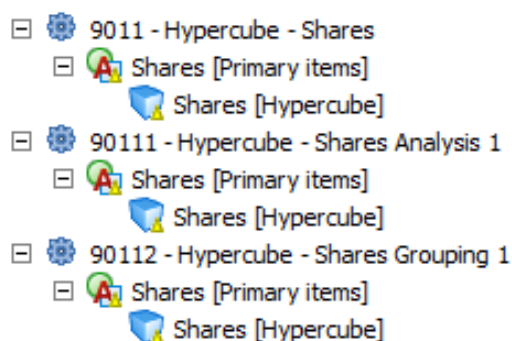 9011 - Hypercube - Shares
Shares [Primary items]
Shares [Hypercube]
90111 - Hypercube - Shares Analysis 1
Shares [Primary items]
Shares [Hypercube]
90112 - Hypercube - Shares Grouping 1
Shares [Primary items]
Shares [Hypercube]